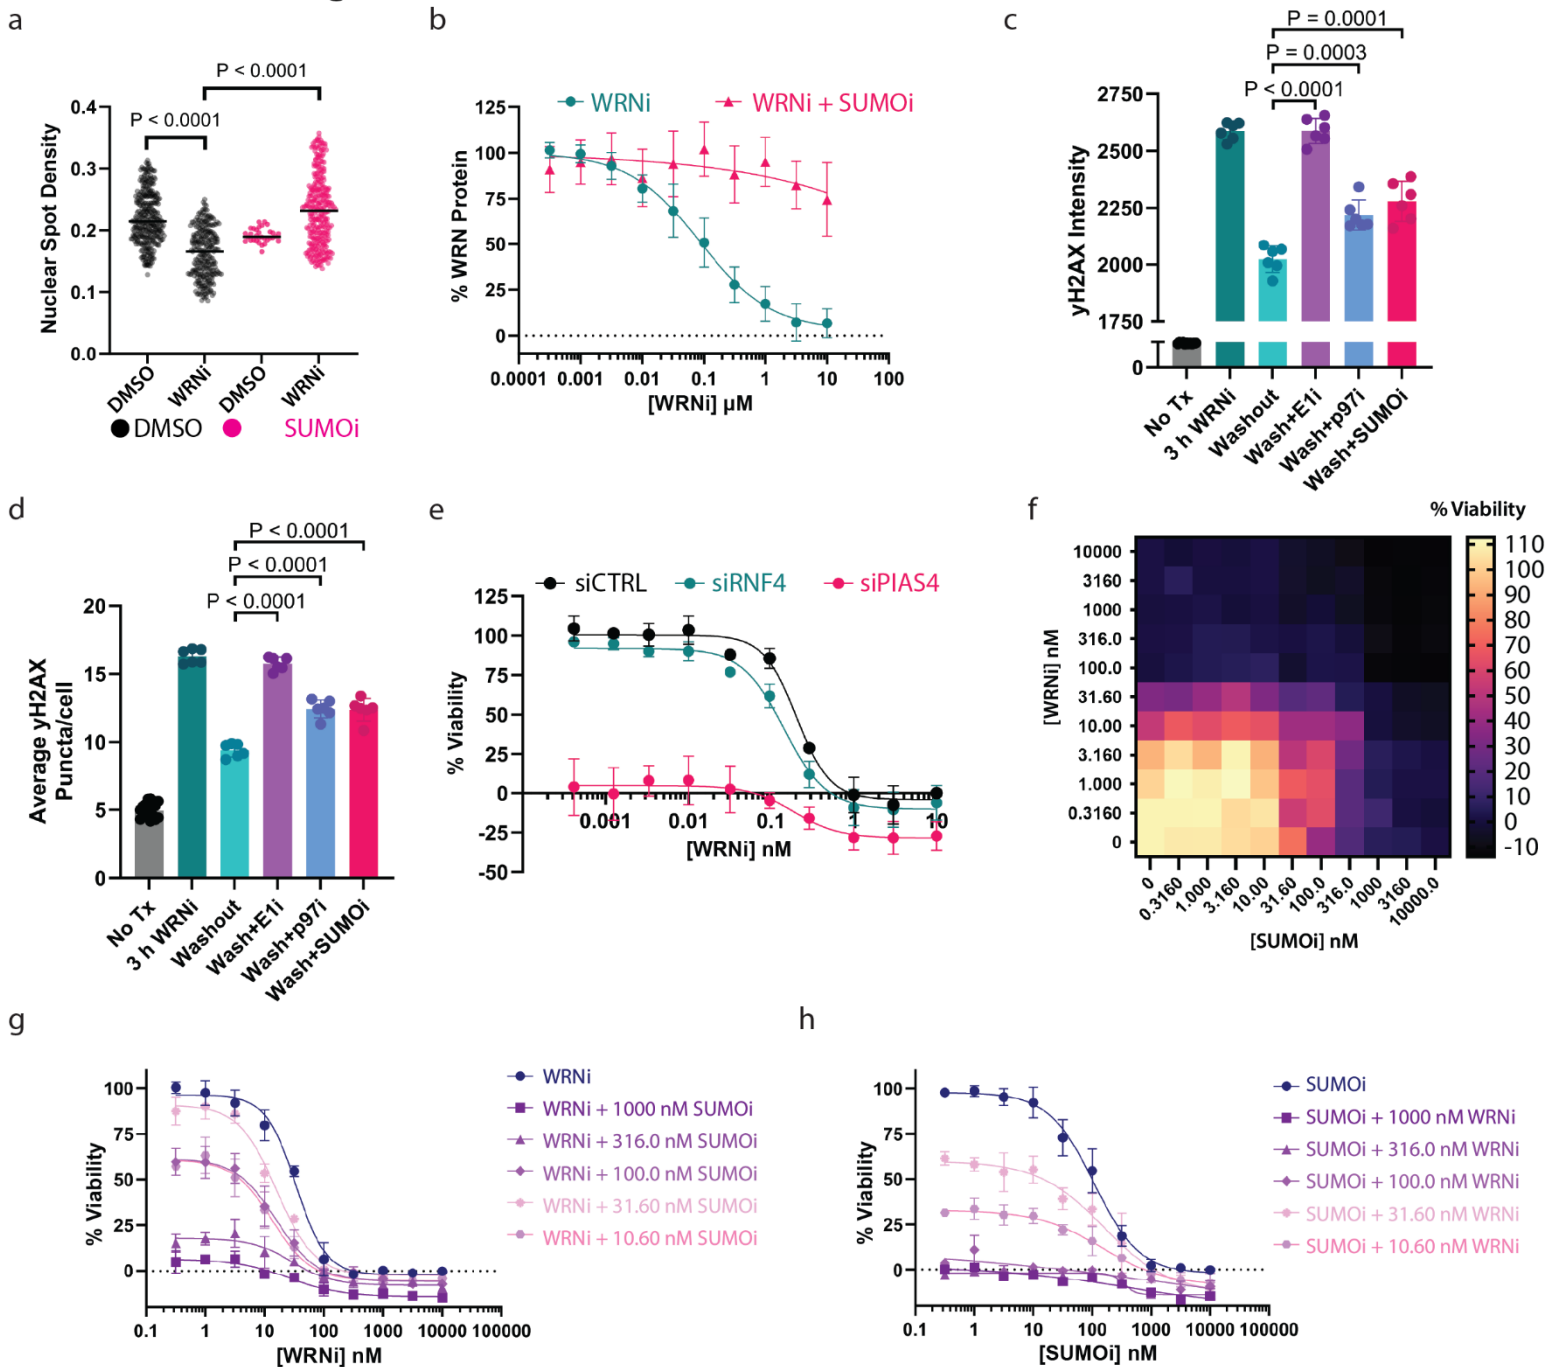 a
P < 0.0001
P < 0.0001
Nuclear Spot Density
0.4
0.3
0.2
0.1
0.0
DMSO
WRNi
DMSO
WRNi
DMSO
SUMOi
b
WRNi
WRNi + SUMOi
% WRN Protein
125
100
75
50
25
0
0.0001
0.001
0.01
0.1
1
10
100
[WRNi] μM
c
P = 0.0001
P = 0.0003
P < 0.0001
yH2AX Intensity
2750
2500
2250
2000
1750
0
No Tx
3 h WRNi
Washout
Wash+E1i
Wash+p97i
Wash+SUMOi
d
P < 0.0001
P < 0.0001
P < 0.0001
Average yH2AX
Puncta/cell
20
15
10
5
0
No Tx
3 h WRNi
Washout
Wash+E1i
Wash+p97i
Wash+SUMOi
e
siCTRL
siRNF4
siPIAS4
% Viability
125
100
75
50
25
0
-25
-50
0.001
0.01
0.1
1
10
[WRNi] nM
f
% Viability
[WRNi] nM
10000
3160
1000
316.0
100.0
31.60
10.00
3.160
1.000
0.3160
0
0
0.3160
1.000
3.160
10.00
31.60
100.0
316.0
1000
3160
10000.0
[SUMOi] nM
110
100
90
80
70
60
50
40
30
20
10
0
-10
g
% Viability
100
75
50
25
0
0.1
1
10
100
1000
10000
100000
[WRNi] nM
WRNi
WRNi + 1000 nM SUMOi
WRNi + 316.0 nM SUMOi
WRNi + 100.0 nM SUMOi
WRNi + 31.60 nM SUMOi
WRNi + 10.60 nM SUMOi
h
% Viability
100
75
50
25
0
0.1
1
10
100
1000
10000
100000
[SUMOi] nM
SUMOi
SUMOi + 1000 nM WRNi
SUMOi + 316.0 nM WRNi
SUMOi + 100.0 nM WRNi
SUMOi + 31.60 nM WRNi
SUMOi + 10.60 nM WRNi